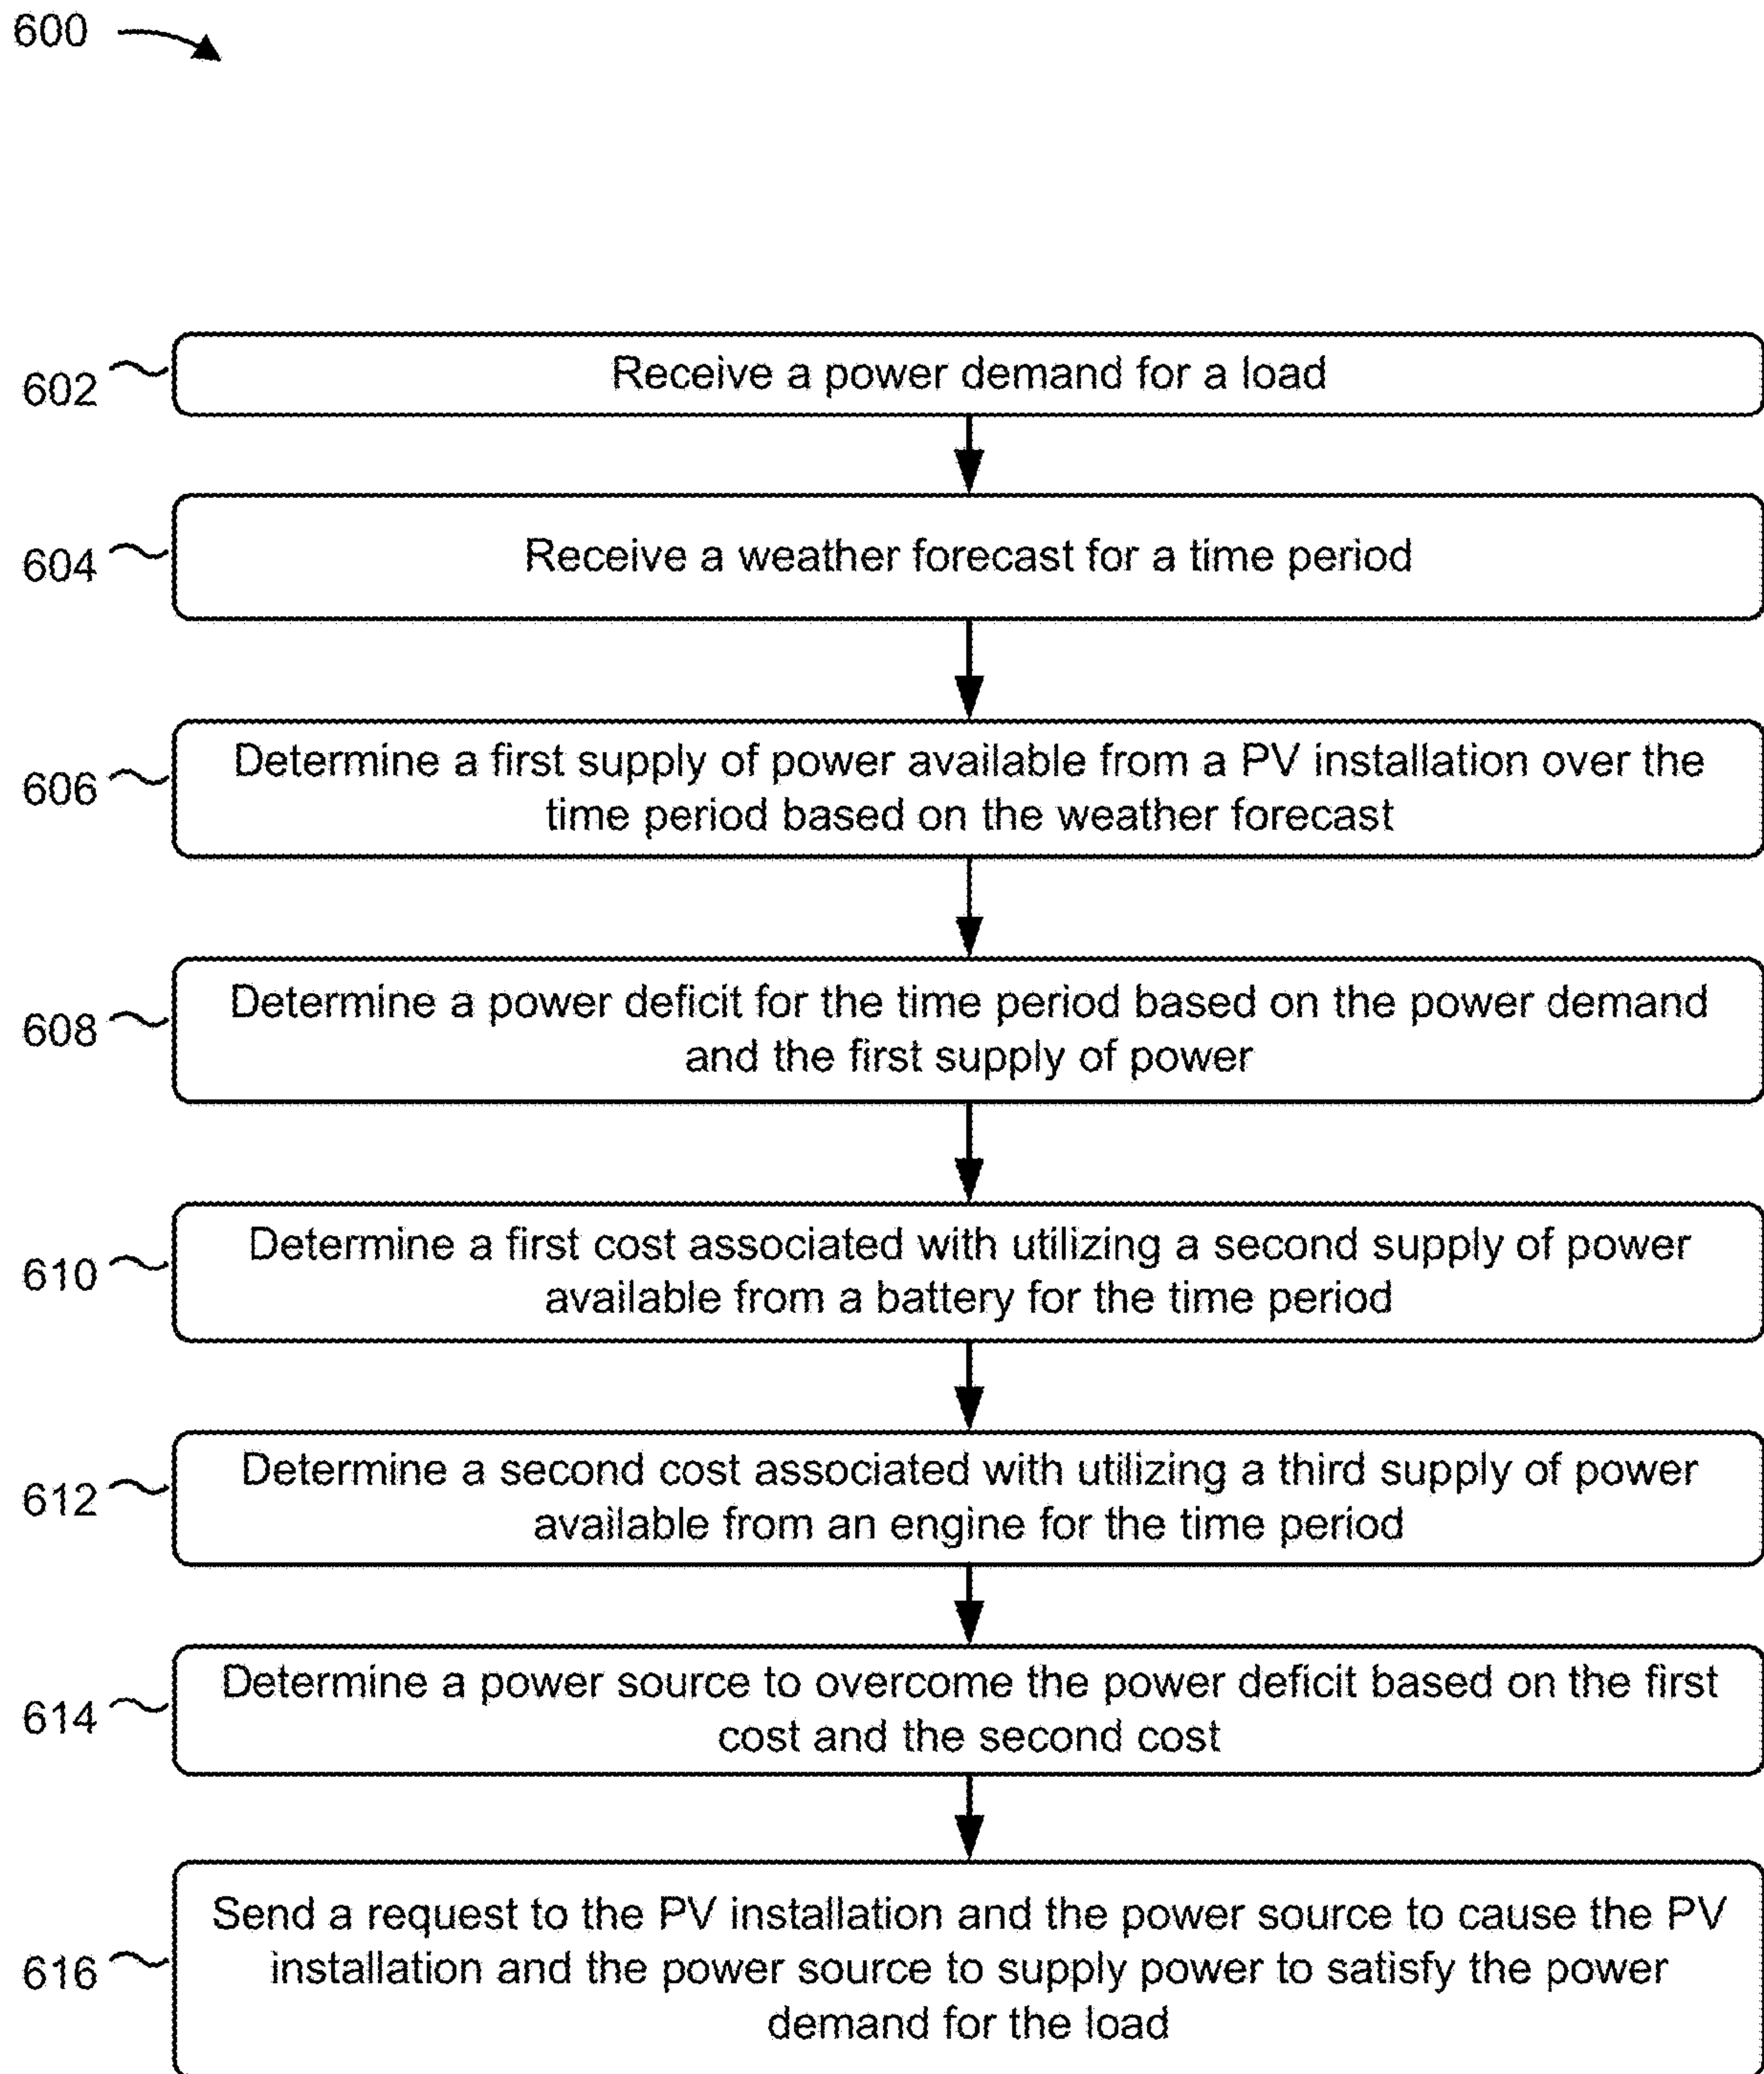 600
602
Receive a power demand for a load
604
Receive a weather forecast for a time period
606
Determine a first supply of power available from a PV installation over the
time period based on the weather forecast
608
Determine a power deficit for the time period based on the power demand
and the first supply of power
610
Determine a first cost associated with utilizing a second supply of power
available from a battery for the time period
612
Determine a second cost associated with utilizing a third supply of power
available from an engine for the time period
614
Determine a power source to overcome the power deficit based on the first
cost and the second cost
616
Send a request to the PV installation and the power source to cause the PV
installation and the power source to supply power to satisfy the power
demand for the load